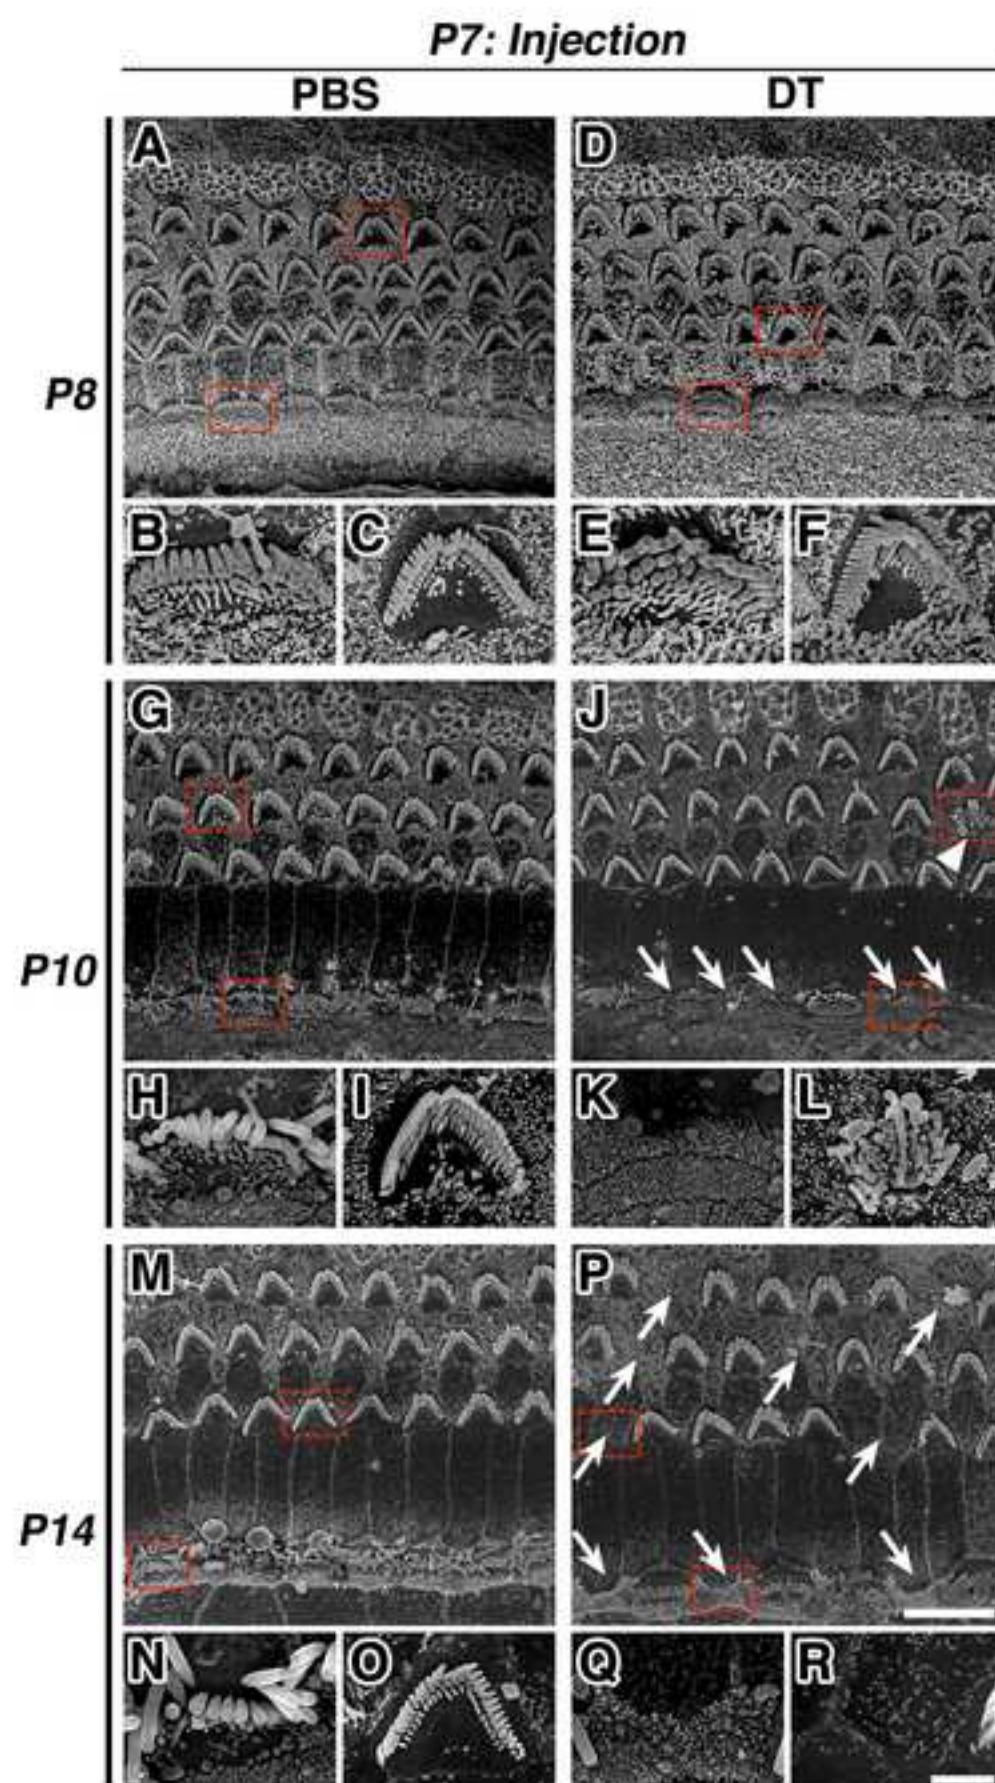 P7: Injection
PBS DT
P8
A D
B C E F
P10
G J
H I K L
P14
M P
N O Q R